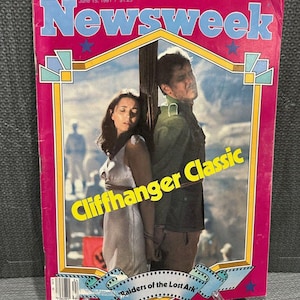 Newsweek
Cliffhanger Classic
"Raiders of the Lost Ark"